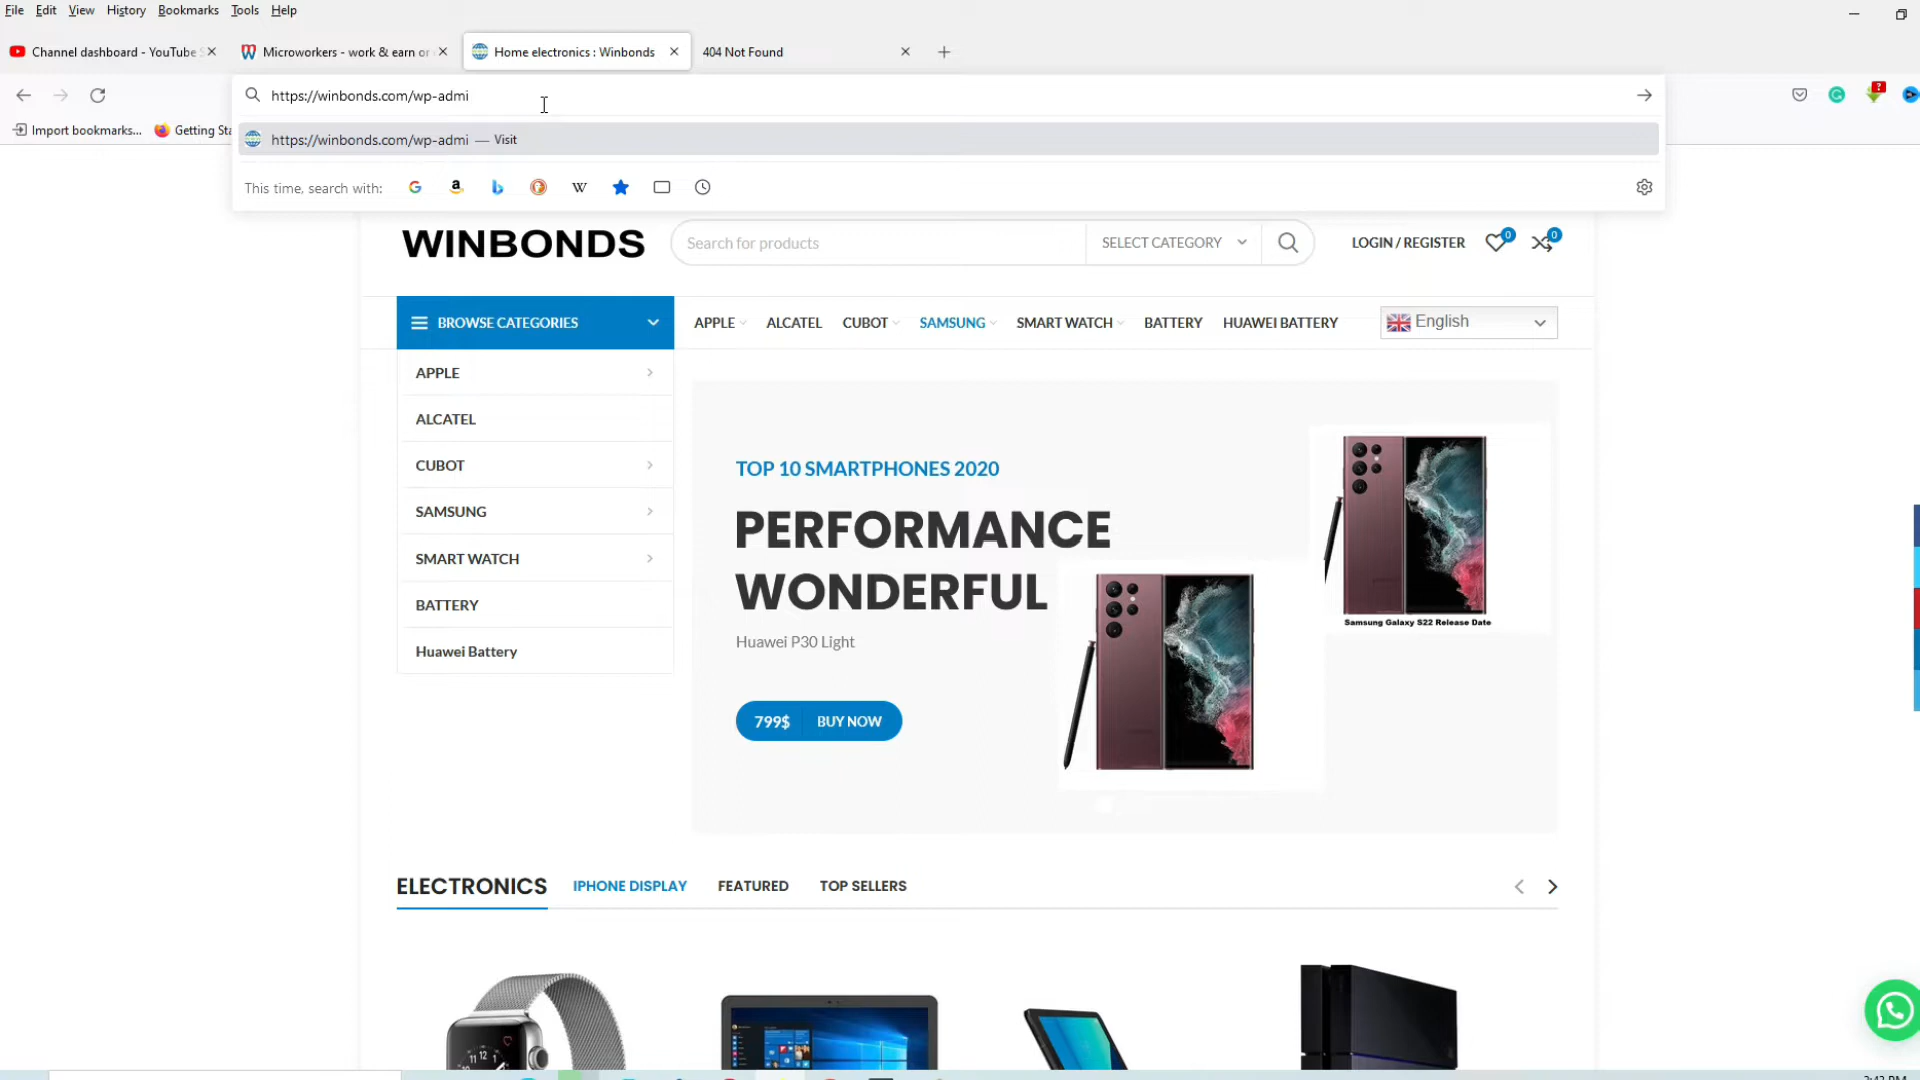 File Edit View History Bookmarks Tools Help
Channel dashboard - YouTube S
Microworkers - work & earn or
Home electronics : Winbonds
404 Not Found
https://winbonds.com/wp-admi
Import bookmarks...
Getting Sta
https://winbonds.com/wp-admi — Visit
This time, search with:
WINBONDS
Search for products
SELECT CATEGORY
LOGIN / REGISTER
0
0
BROWSE CATEGORIES
APPLE ALCATEL CUBOT SAMSUNG SMART WATCH BATTERY HUAWEI BATTERY
English
APPLE
ALCATEL
CUBOT
SAMSUNG
SMART WATCH
BATTERY
Huawei Battery
TOP 10 SMARTPHONES 2020
PERFORMANCE
WONDERFUL
Huawei P30 Light
799$ BUY NOW
Samsung Galaxy S22 Release Date
ELECTRONICS IPHONE DISPLAY FEATURED TOP SELLERS